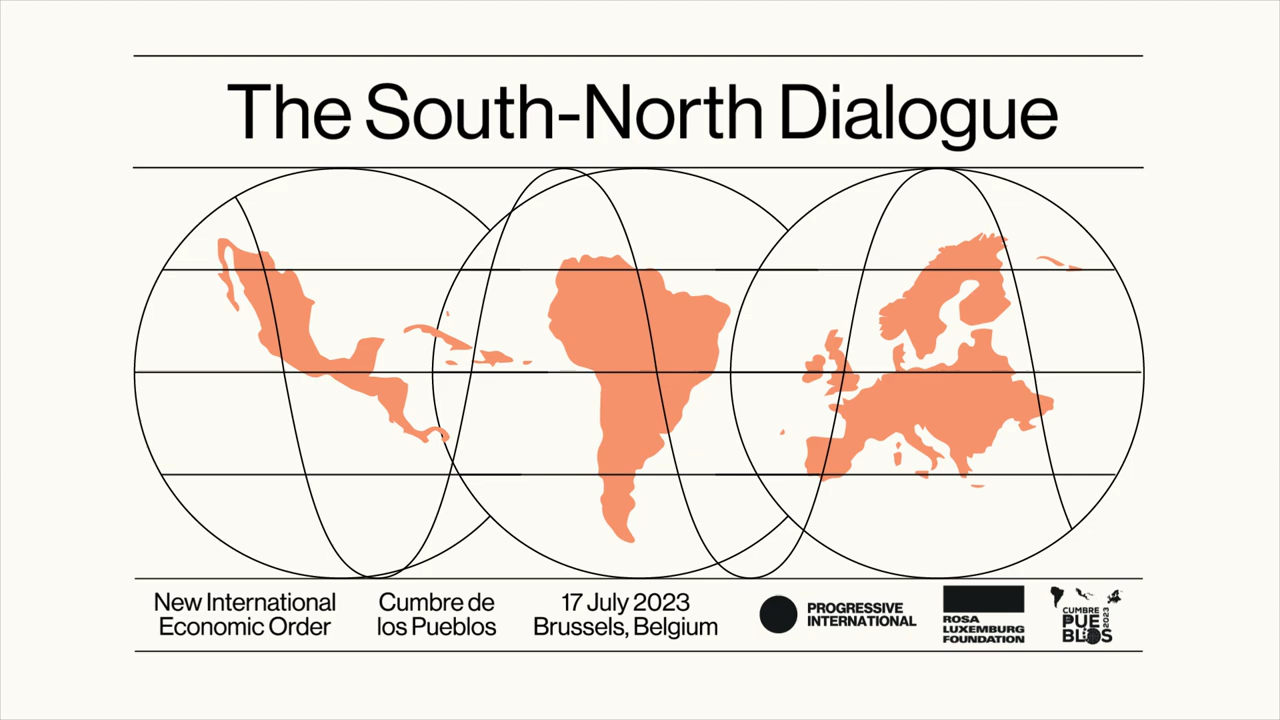 The South-North Dialogue
New International
Economic Order
Cumbre de
los Pueblos
17 July 2023
Brussels, Belgium
PROGRESSIVE
INTERNATIONAL
ROSA
LUXEMBURG
FOUNDATION
CUMBRE
PUE
BLOS
2023